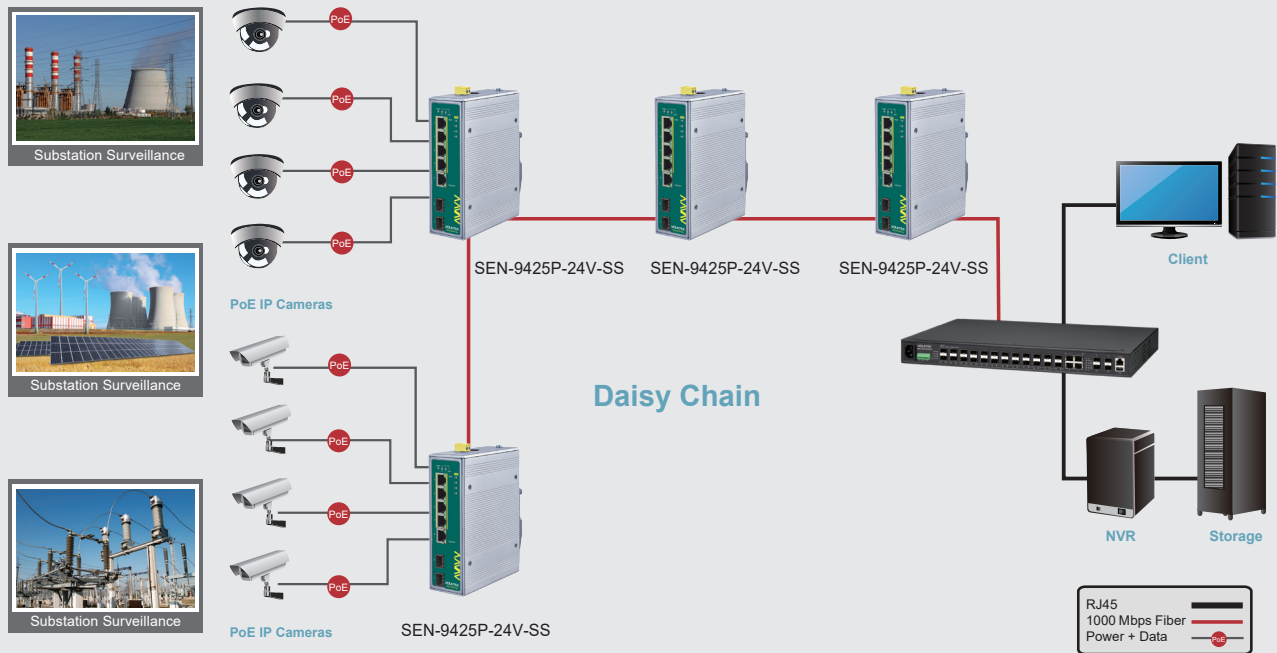 PoE
PoE
PoE
PoE
Substation Surveillance
SEN-9425P-24V-SS
SEN-9425P-24V-SS
SEN-9425P-24V-SS
Client
PoE IP Cameras
Substation Surveillance
PoE
PoE
PoE
PoE
Daisy Chain
NVR
Storage
Substation Surveillance
PoE IP Cameras
SEN-9425P-24V-SS
RJ45
1000 Mbps Fiber
Power + Data
PoE